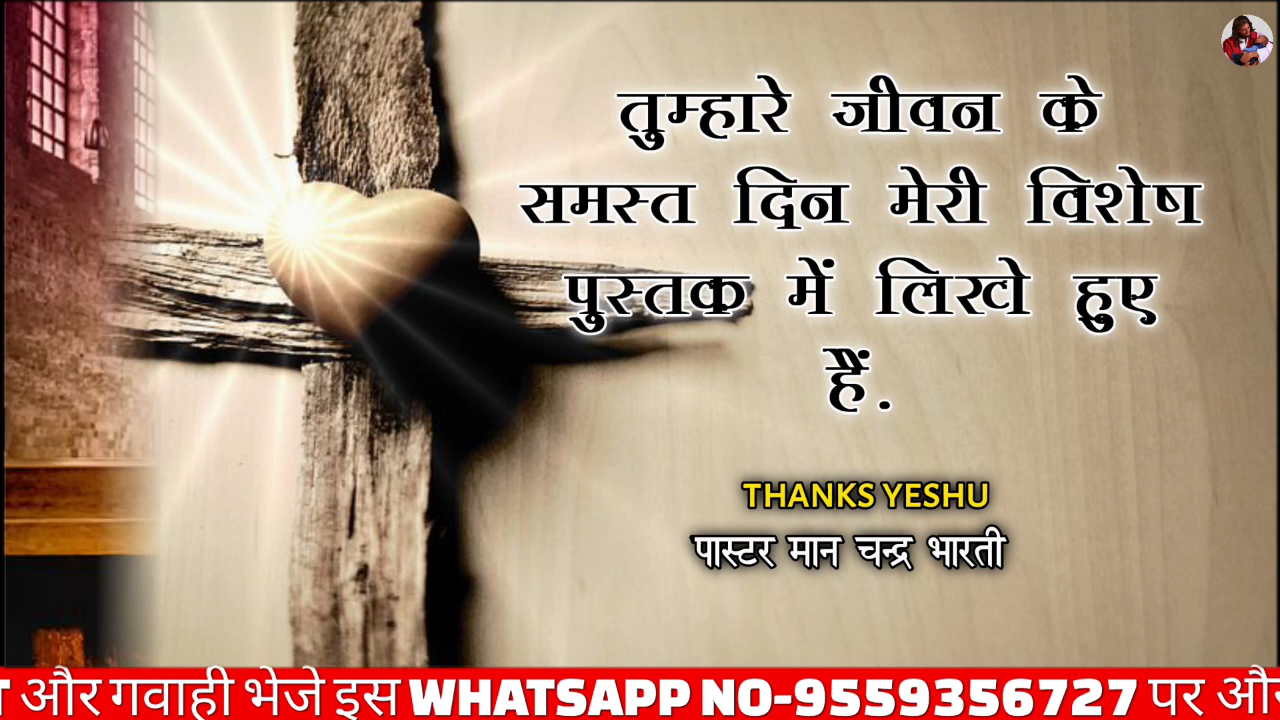 तुम्हारे जीवन के
समस्त दिन मेरी विशेष
पुस्तक में लिखे हुए
हैं.
THANKS YESHU
पास्टर मान चन्द्र भारती
और गवाही भेजे इस WHATSAPP NO-9559356727 पर